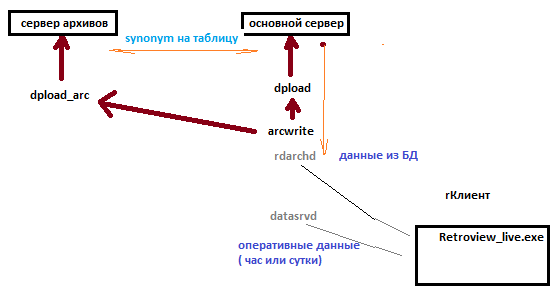 сервер архивов
основной сервер
synonym на таблицу
dpload_arc
dpload
arcwrite
rdarchd
данные из БД
rКлиент
datasrvd
Retroview_live.exe
оперативные данные
( час или сутки)